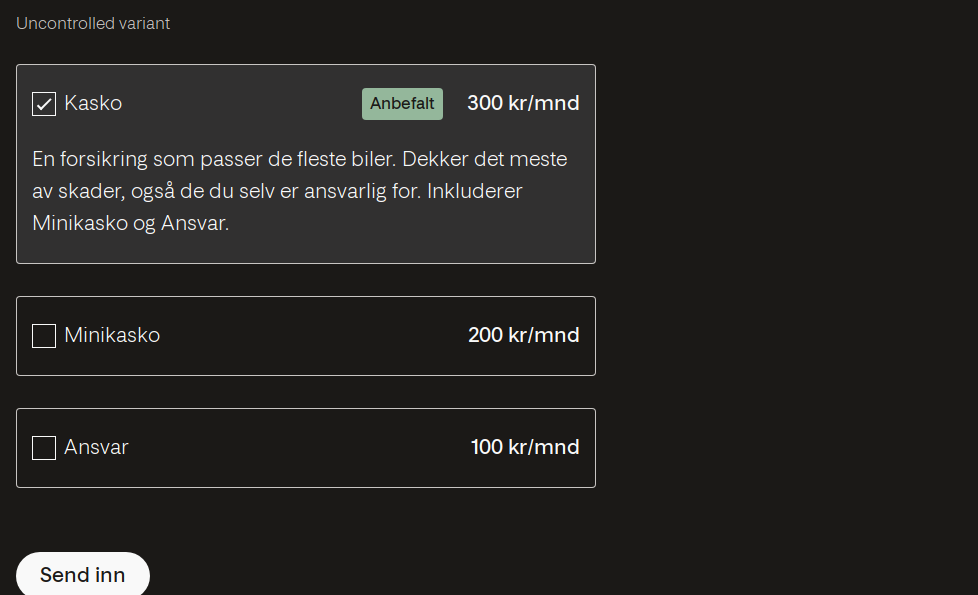 Uncontrolled variant
Kasko Anbefalt 300 kr/mnd
En forsikring som passer de fleste biler. Dekker det meste
av skader, også de du selv er ansvarlig for. Inkluderer
Minikasko og Ansvar.
Minikasko 200 kr/mnd
Ansvar 100 kr/mnd
Send inn